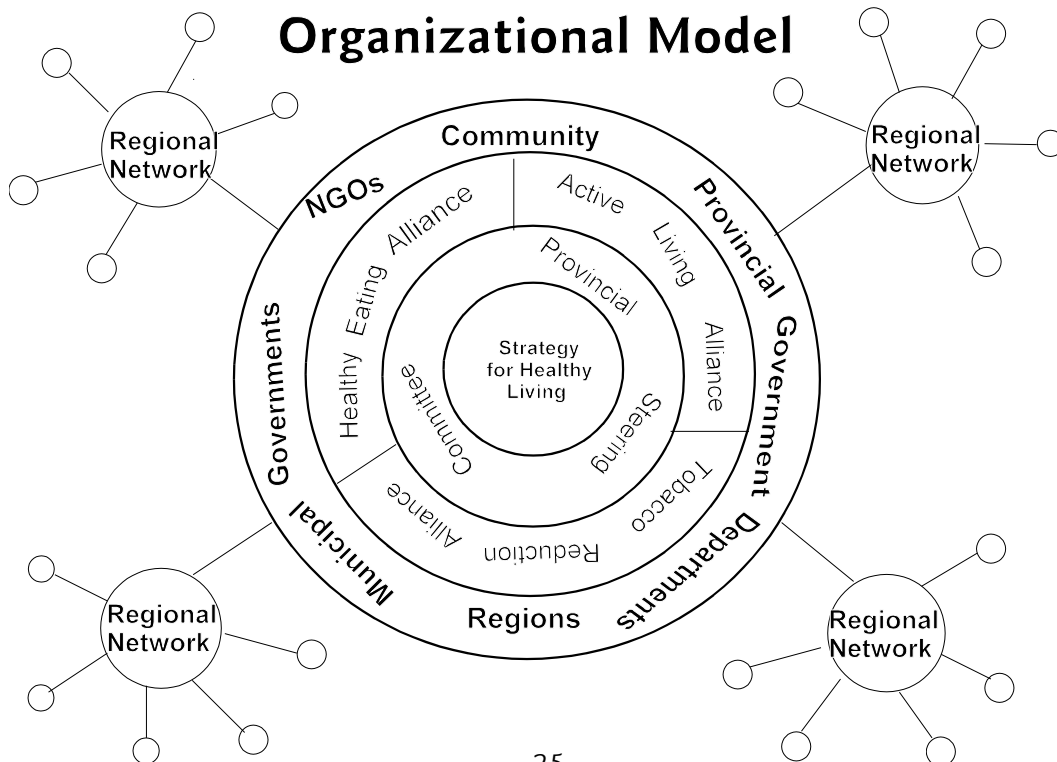 Organizational Model
Regional
Network
Regional
Network
Community
NGOs
Provincial Government Departments
Regions
Municipal Governments
Healthy Eating Alliance
Active Living Alliance
Tobacco Reduction Alliance
Provincial Steering Committee
Strategy
for Healthy
Living
Regional
Network
Regional
Network